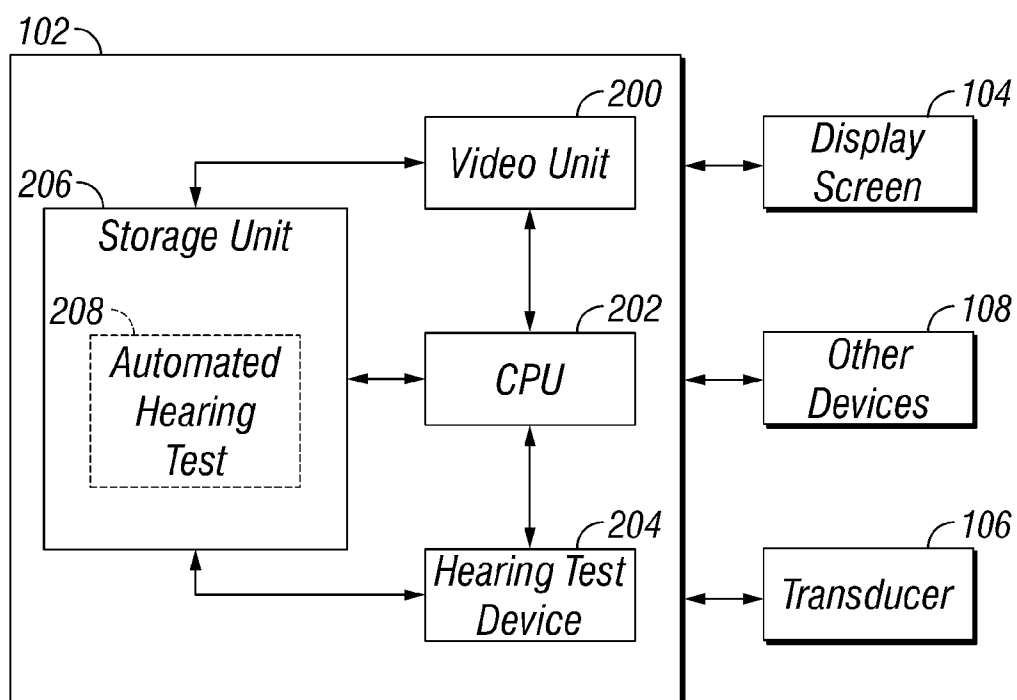 102
200
Video Unit
104
Display
Screen
206
Storage Unit
208
Automated
Hearing
Test
202
CPU
108
Other
Devices
204
Hearing Test
Device
106
Transducer